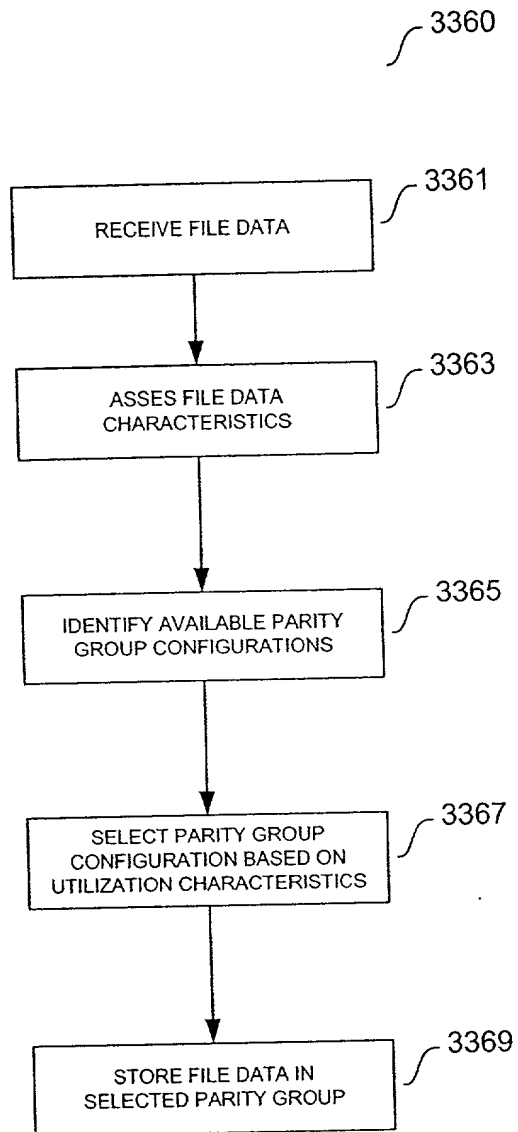 3360
3361
RECEIVE FILE DATA
3363
ASSES FILE DATA
CHARACTERISTICS
3365
IDENTIFY AVAILABLE PARITY
GROUP CONFIGURATIONS
3367
SELECT PARITY GROUP
CONFIGURATION BASED ON
UTILIZATION CHARACTERISTICS
3369
STORE FILE DATA IN
SELECTED PARITY GROUP